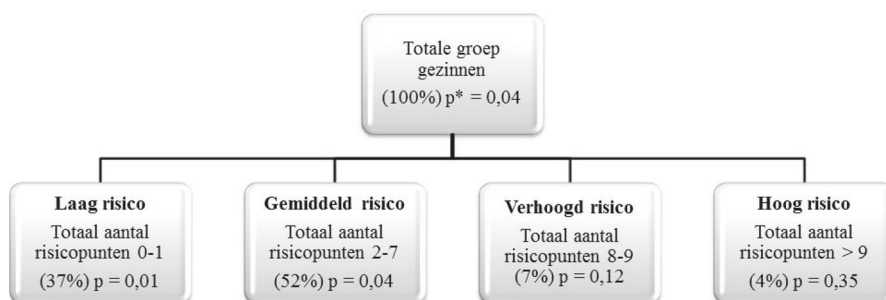 Totale groep
gezinnen
(100%) p* = 0,04
Laag risico
Totaal aantal
risicopunten 0-1
(37%) p = 0,01
Gemiddeld risico
Totaal aantal
risicopunten 2-7
(52%) p = 0,04
Verhoogd risico
Totaal aantal
risicopunten 8-9
(7%) p = 0,12
Hoog risico
Totaal aantal
risicopunten > 9
(4%) p = 0,35